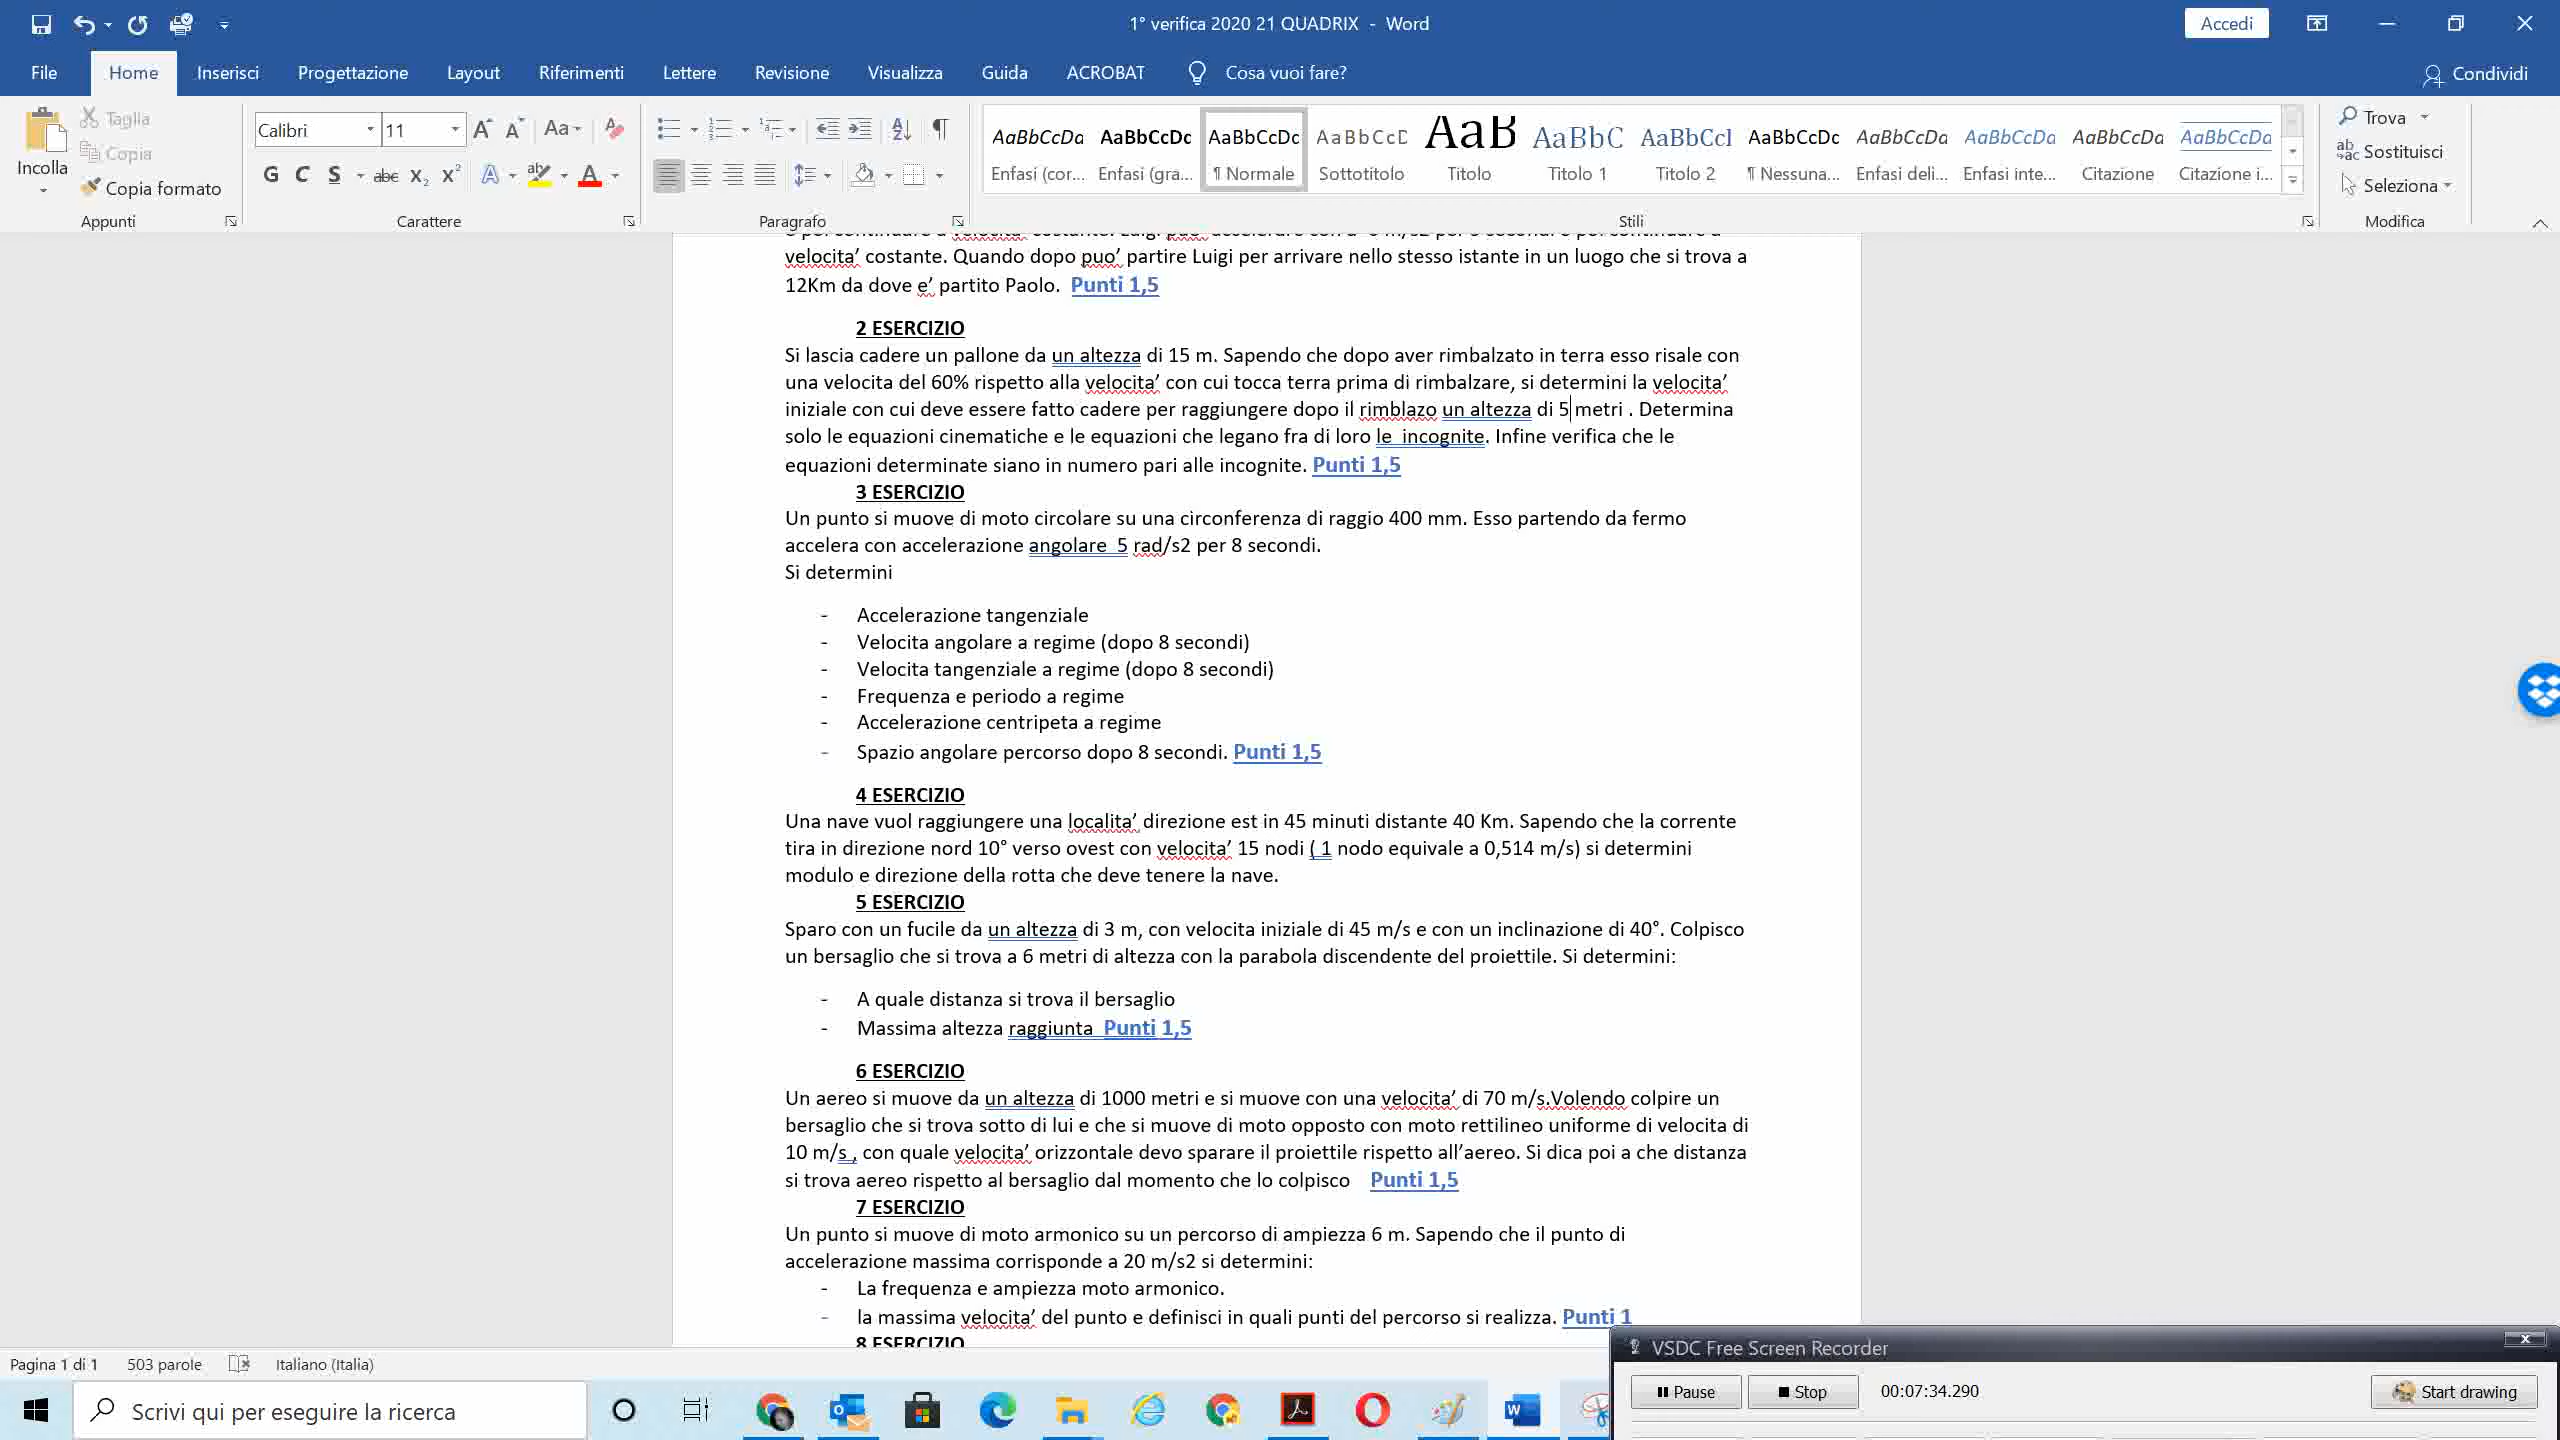 1° verifica 2020 21 QUADRIX - Word
Accedi
File Home Inserisci Progettazione Layout Riferimenti Lettere Revisione Visualizza Guida ACROBAT Cosa vuoi fare? Condividi
Incolla
Taglia
Copia
Copia formato
Appunti
Calibri 11
Carattere
Paragrafo
AaBbCcDd AaBbCcDc AaBbCcDc AaBbCcD AaB AaBbC AaBbCcI AaBbCcDc AaBbCcDd AaBbCcDa AaBbCcDd AaBbCcDd
Enfasi (cor... Enfasi (gra... ¶ Normale Sottotitolo Titolo Titolo 1 Titolo 2 ¶ Nessuna... Enfasi deli... Enfasi inte... Citazione Citazione i...
Stili
Trova
Sostituisci
Seleziona
Modifica
velocita' costante. Quando dopo puo' partire Luigi per arrivare nello stesso istante in un luogo che si trova a
12Km da dove e' partito Paolo. Punti 1,5
2 ESERCIZIO
Si lascia cadere un pallone da un altezza di 15 m. Sapendo che dopo aver rimbalzato in terra esso risale con
una velocita del 60% rispetto alla velocita' con cui tocca terra prima di rimbalzare, si determini la velocita'
iniziale con cui deve essere fatto cadere per raggiungere dopo il rimblazo un altezza di 5 metri . Determina
solo le equazioni cinematiche e le equazioni che legano fra di loro le incognite. Infine verifica che le
equazioni determinate siano in numero pari alle incognite. Punti 1,5
3 ESERCIZIO
Un punto si muove di moto circolare su una circonferenza di raggio 400 mm. Esso partendo da fermo
accelera con accelerazione angolare 5 rad/s2 per 8 secondi.
Si determini
- Accelerazione tangenziale
- Velocita angolare a regime (dopo 8 secondi)
- Velocita tangenziale a regime (dopo 8 secondi)
- Frequenza e periodo a regime
- Accelerazione centripeta a regime
- Spazio angolare percorso dopo 8 secondi. Punti 1,5
4 ESERCIZIO
Una nave vuol raggiungere una localita' direzione est in 45 minuti distante 40 Km. Sapendo che la corrente
tira in direzione nord 10° verso ovest con velocita' 15 nodi ( 1 nodo equivale a 0,514 m/s) si determini
modulo e direzione della rotta che deve tenere la nave.
5 ESERCIZIO
Sparo con un fucile da un altezza di 3 m, con velocita iniziale di 45 m/s e con un inclinazione di 40°. Colpisco
un bersaglio che si trova a 6 metri di altezza con la parabola discendente del proiettile. Si determini:
- A quale distanza si trova il bersaglio
- Massima altezza raggiunta Punti 1,5
6 ESERCIZIO
Un aereo si muove da un altezza di 1000 metri e si muove con una velocita' di 70 m/s.Volendo colpire un
bersaglio che si trova sotto di lui e che si muove di moto opposto con moto rettilineo uniforme di velocita di
10 m/s , con quale velocita' orizzontale devo sparare il proiettile rispetto all'aereo. Si dica poi a che distanza
si trova aereo rispetto al bersaglio dal momento che lo colpisco Punti 1,5
7 ESERCIZIO
Un punto si muove di moto armonico su un percorso di ampiezza 6 m. Sapendo che il punto di
accelerazione massima corrisponde a 20 m/s2 si determini:
- La frequenza e ampiezza moto armonico.
- la massima velocita' del punto e definisci in quali punti del percorso si realizza. Punti 1
8 ESERCIZIO
Pagina 1 di 1 503 parole Italiano (Italia)
VSDC Free Screen Recorder
Pause Stop 00:07:34.290 Start drawing
Scrivi qui per eseguire la ricerca